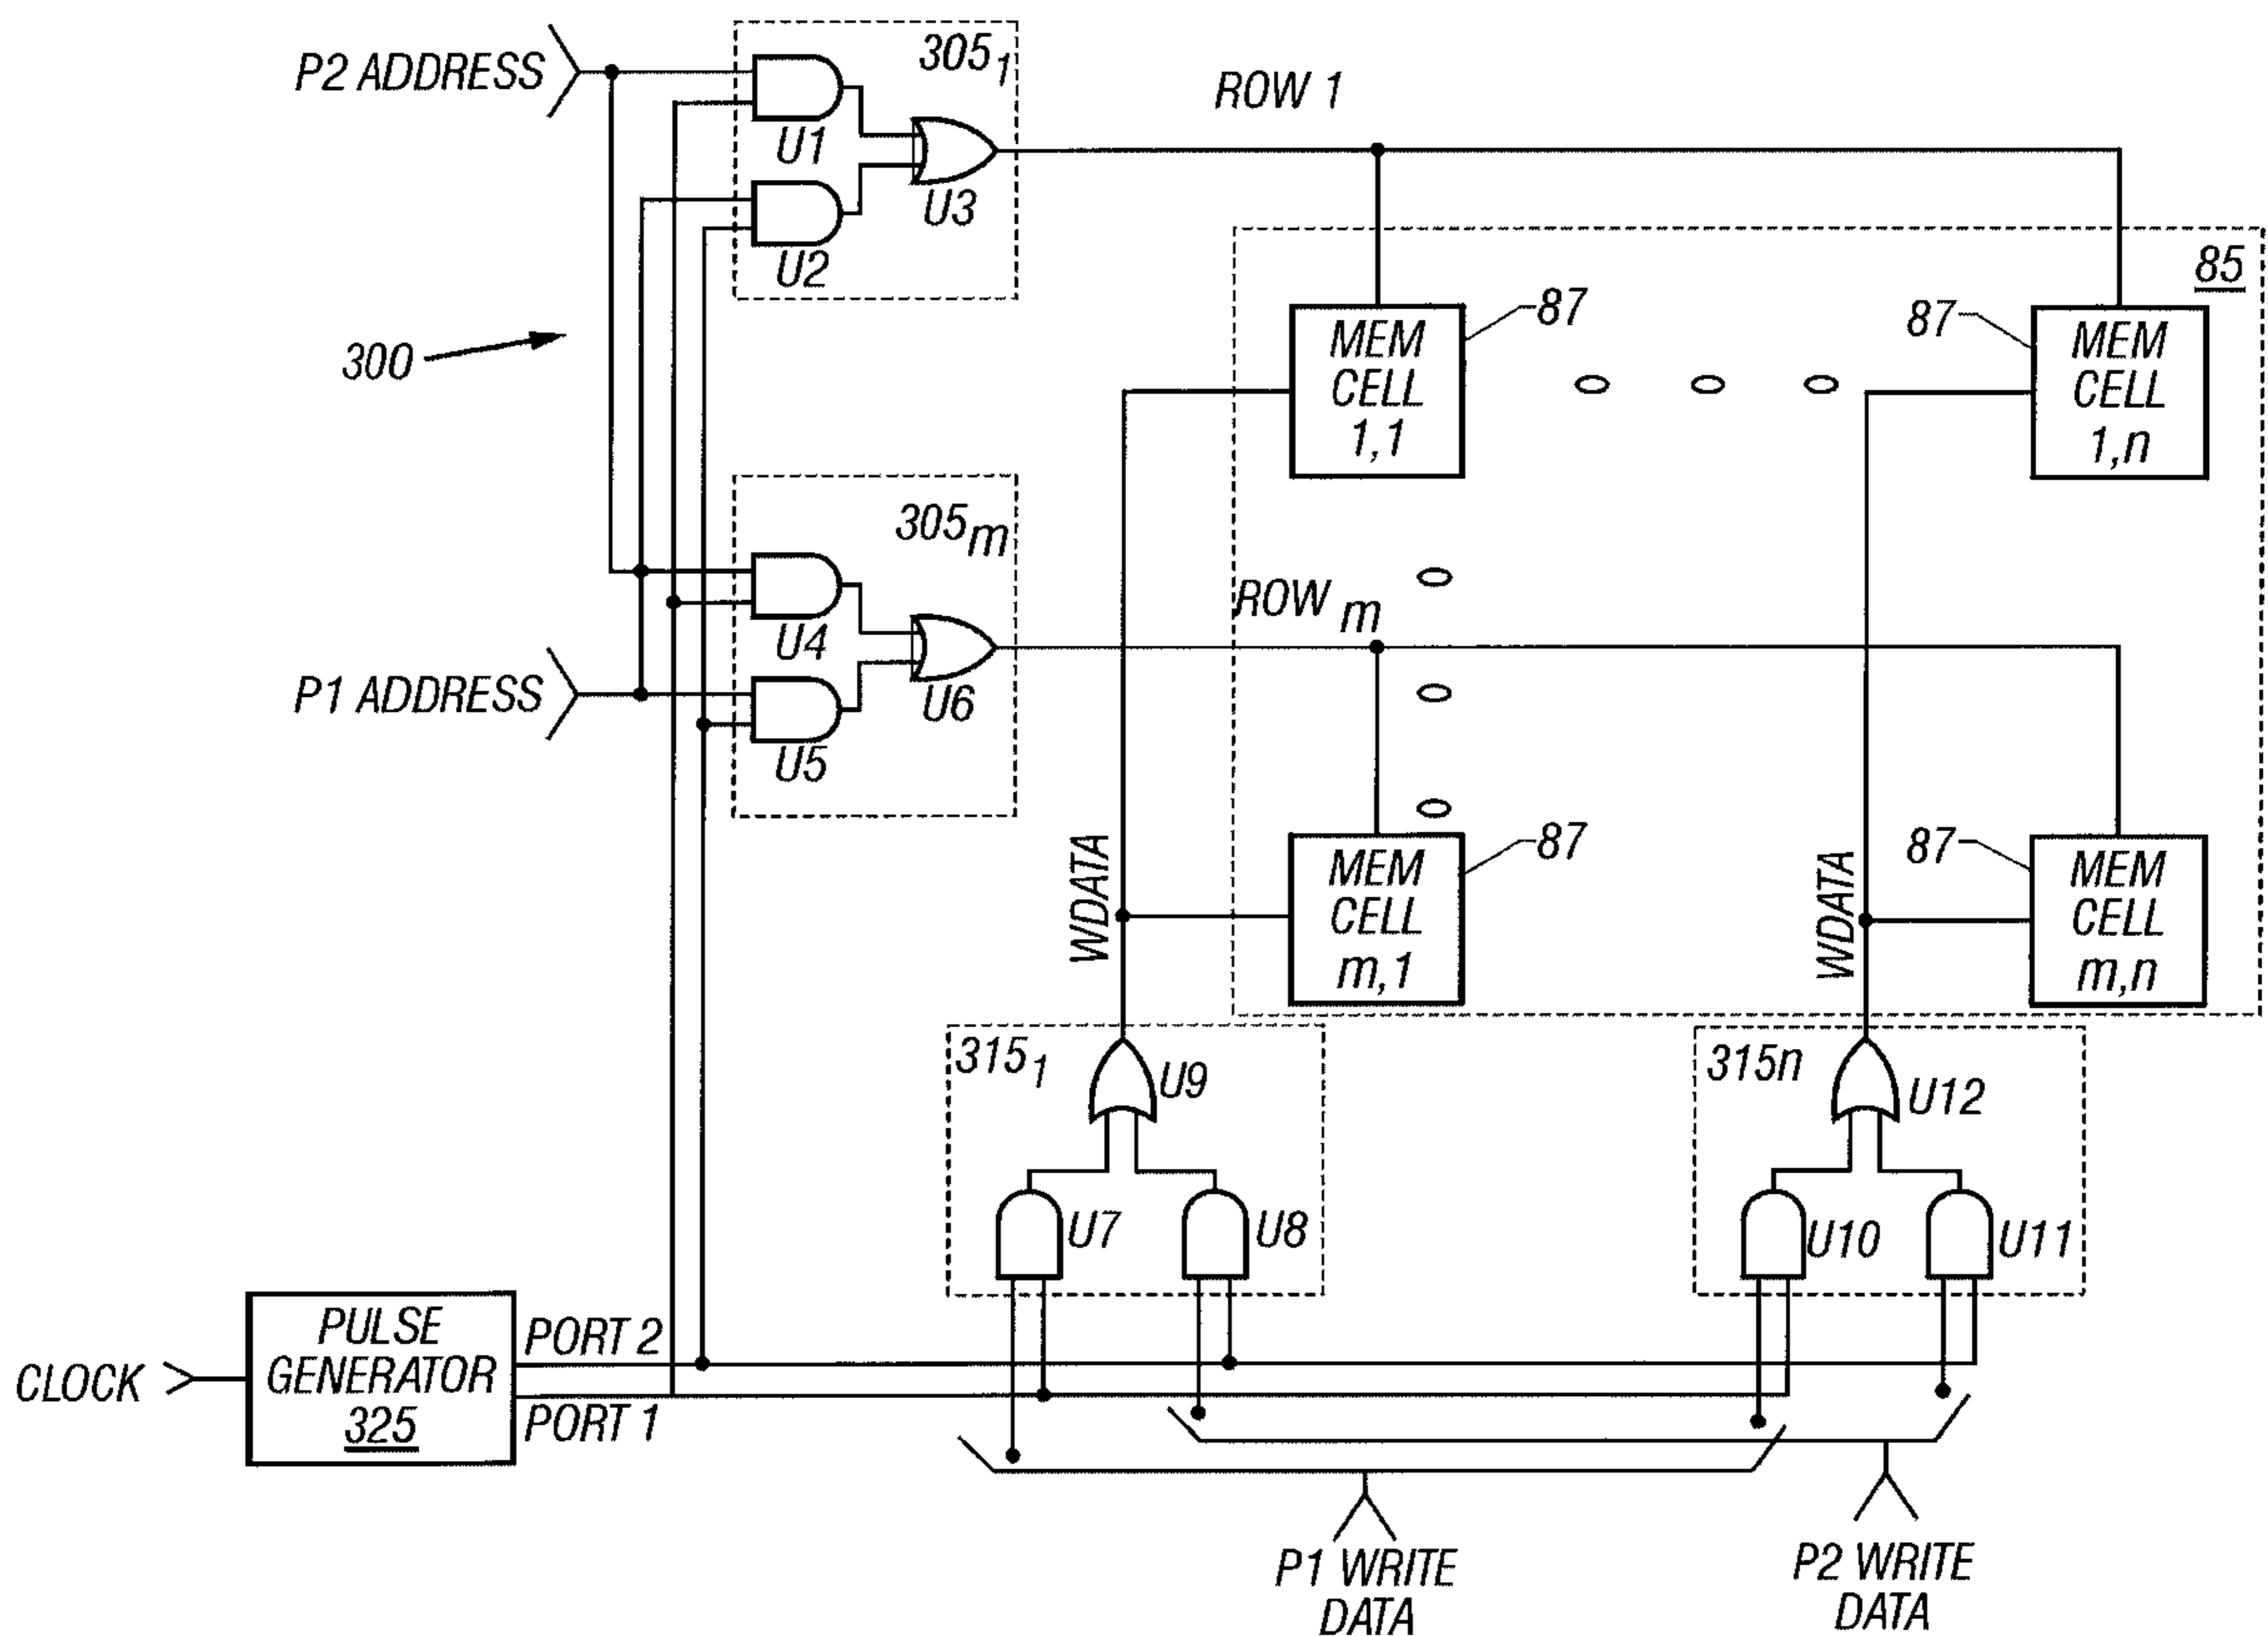 P2 ADDRESS
305 1
U1
U2
U3
ROW 1
300
85
MEM
CELL
1,1
87
87
MEM
CELL
1,n
305 m
U4
U5
U6
P1 ADDRESS
ROW m
WDATA
MEM
CELL
m,1
87
WDATA
87
MEM
CELL
m,n
315 1
U9
U7
U8
315n
U12
U10
U11
CLOCK
PULSE
GENERATOR
325
PORT 2
PORT 1
P1 WRITE
DATA
P2 WRITE
DATA